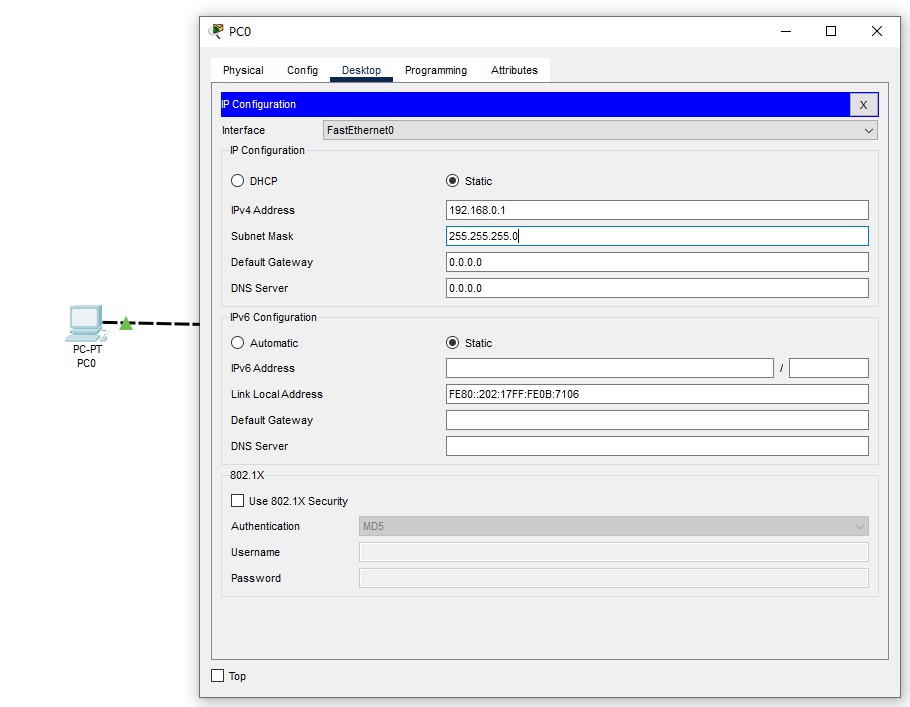 PC0
Physical Config Desktop Programming Attributes
IP Configuration X
Interface FastEthernet0
IP Configuration
DHCP Static
IPv4 Address 192.168.0.1
Subnet Mask 255.255.255.0
Default Gateway 0.0.0.0
DNS Server 0.0.0.0
IPv6 Configuration
Automatic Static
IPv6 Address /
Link Local Address FE80::202:17FF:FE0B:7106
Default Gateway
DNS Server
802.1X
Use 802.1X Security
Authentication MD5
Username
Password
Top
PC-PT
PC0